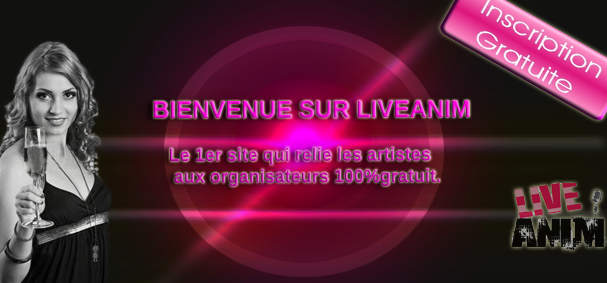 Inscription
Gratuite
BIENVENUE SUR LIVEANIM
Le 1er site qui relie les artistes
aux organisateurs 100%gratuit.
LIVE
ANIM